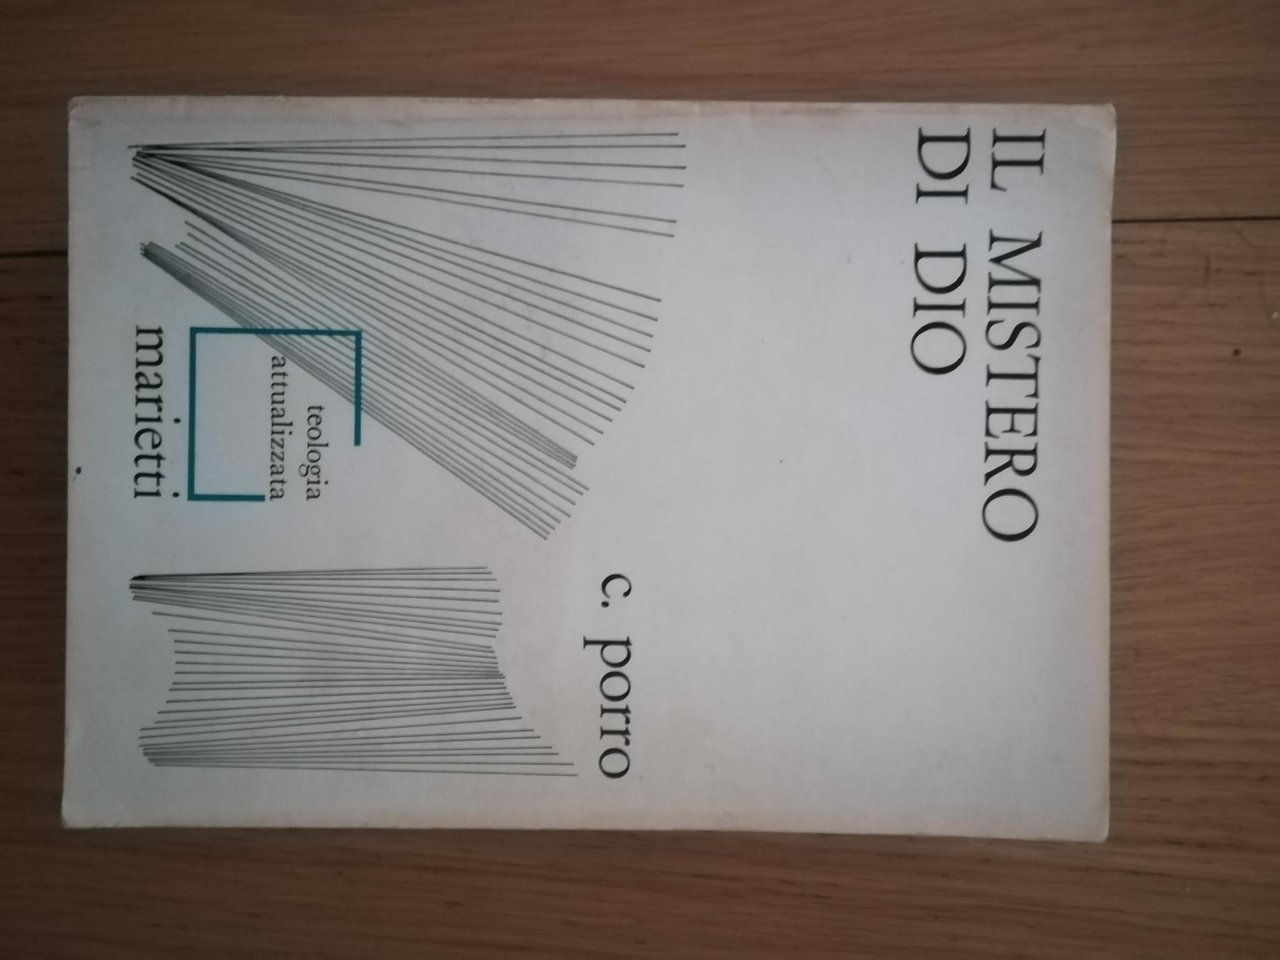 IL MISTERO
DI DIO
c. porro
teologia
attualizzata
marietti